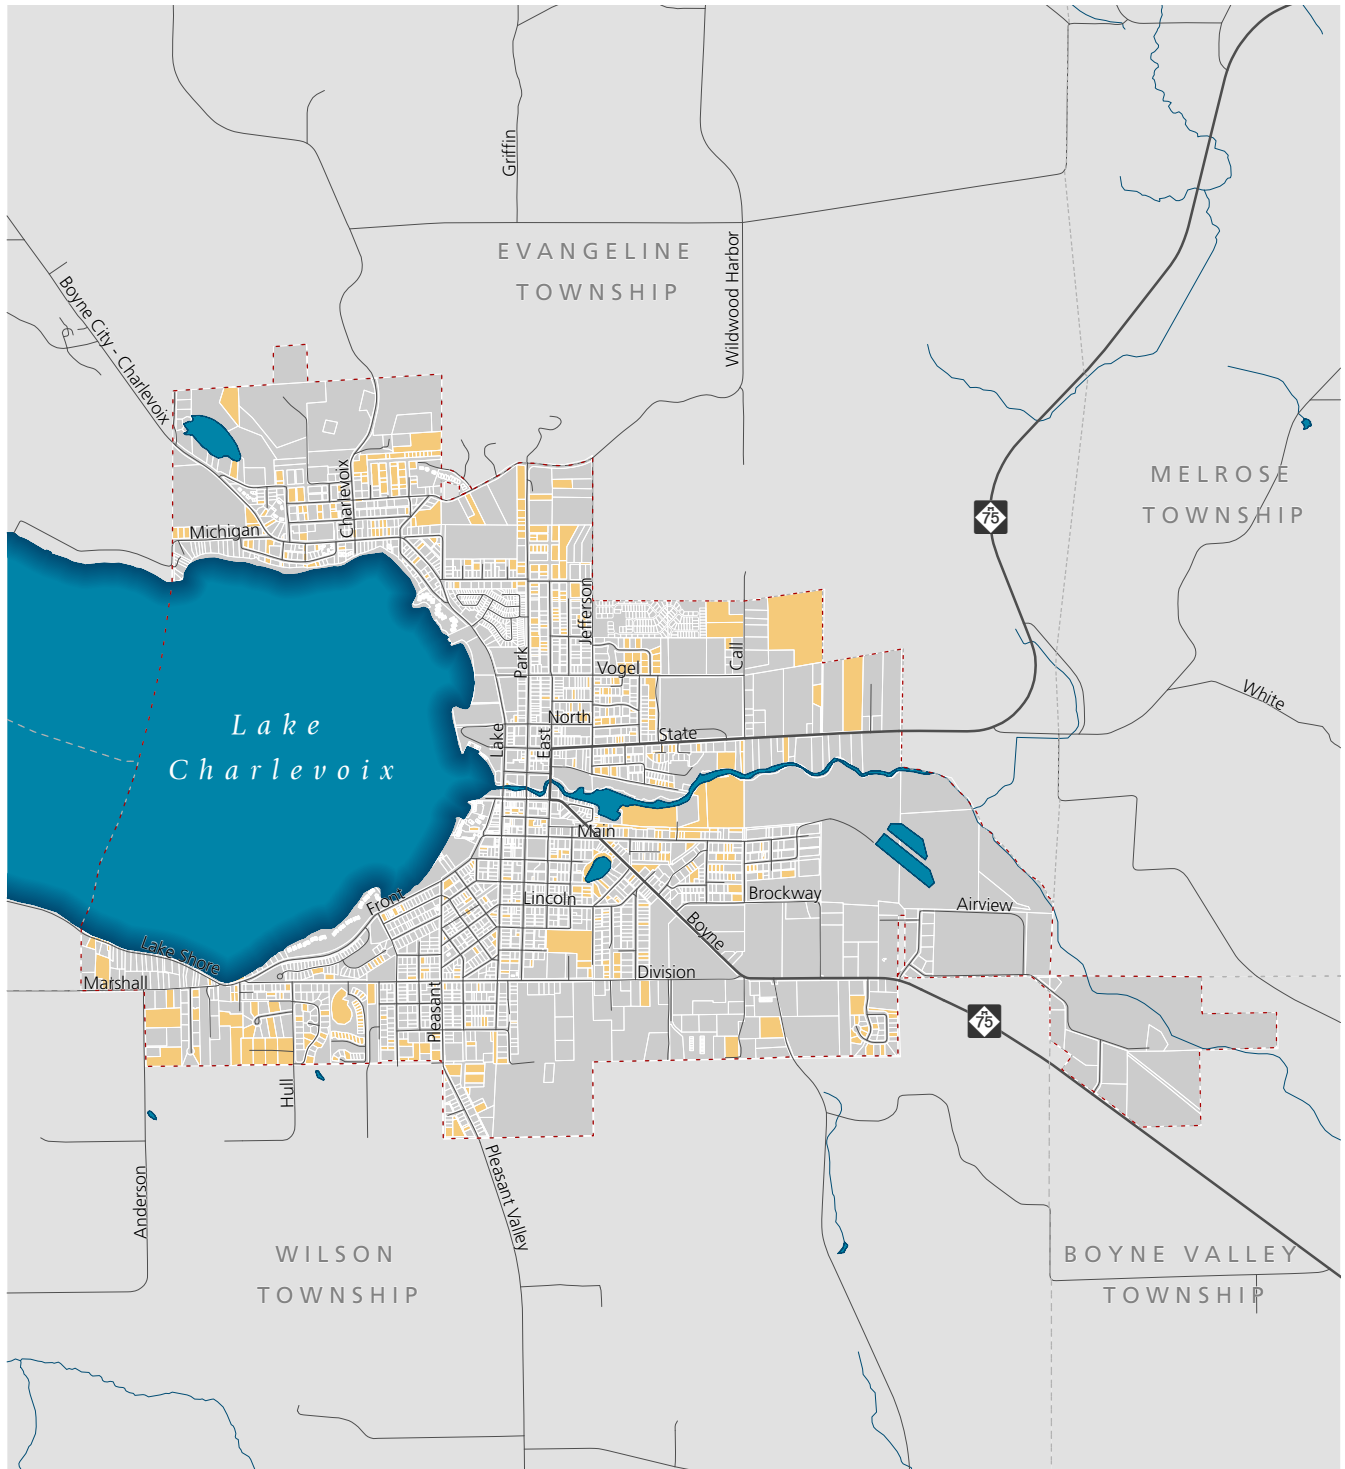 Griffin
EVANGELINE
TOWNSHIP
Wildwood Harbor
Boyne City - Charlevoix
MELROSE
TOWNSHIP
M
75
Charlevoix
Michigan
Jefferson
Park
Vogel
Call
White
Lake
Charlevoix
North
Lake
East
State
Main
Front
Lincoln
Brockway
Airview
Boyne
Lake Shore
Marshall
Division
Pleasant
M
75
Hull
Anderson
Pleasant Valley
WILSON
TOWNSHIP
BOYNE VALLEY
TOWNSHIP